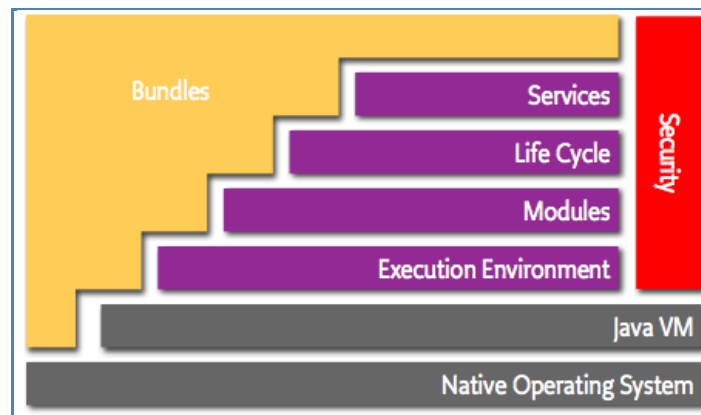 Bundles
Services
Life Cycle
Modules
Execution Environment
Security
Java VM
Native Operating System